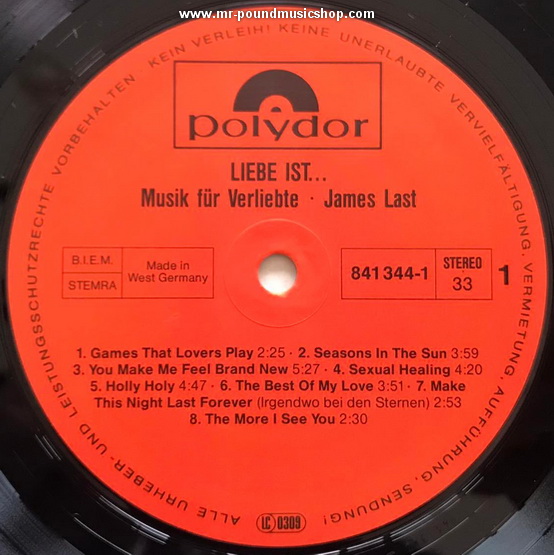 www.mr-poundmusicshop.com
ALLE URHEBER- UND LEISTUNGSSCHUTZRECHTE VORBEHALTEN · KEIN VERLEIH! KEINE UNERLAUBTE VERVIELFÄLTIGUNG, VERMIETUNG, AUFFÜHRUNG, SENDUNG!
polydor
LIEBE IST...
Musik für Verliebte · James Last
B.I.E.M.
STEMRA
Made in
West Germany
841 344-1
STEREO
33
1
1. Games That Lovers Play 2:25 · 2. Seasons In The Sun 3:59
3. You Make Me Feel Brand New 5:27 · 4. Sexual Healing 4:20
5. Holly Holy 4:47 · 6. The Best Of My Love 3:51 · 7. Make
This Night Last Forever (Irgendwo bei den Sternen) 2:53
8. The More I See You 2:30
LC 0309